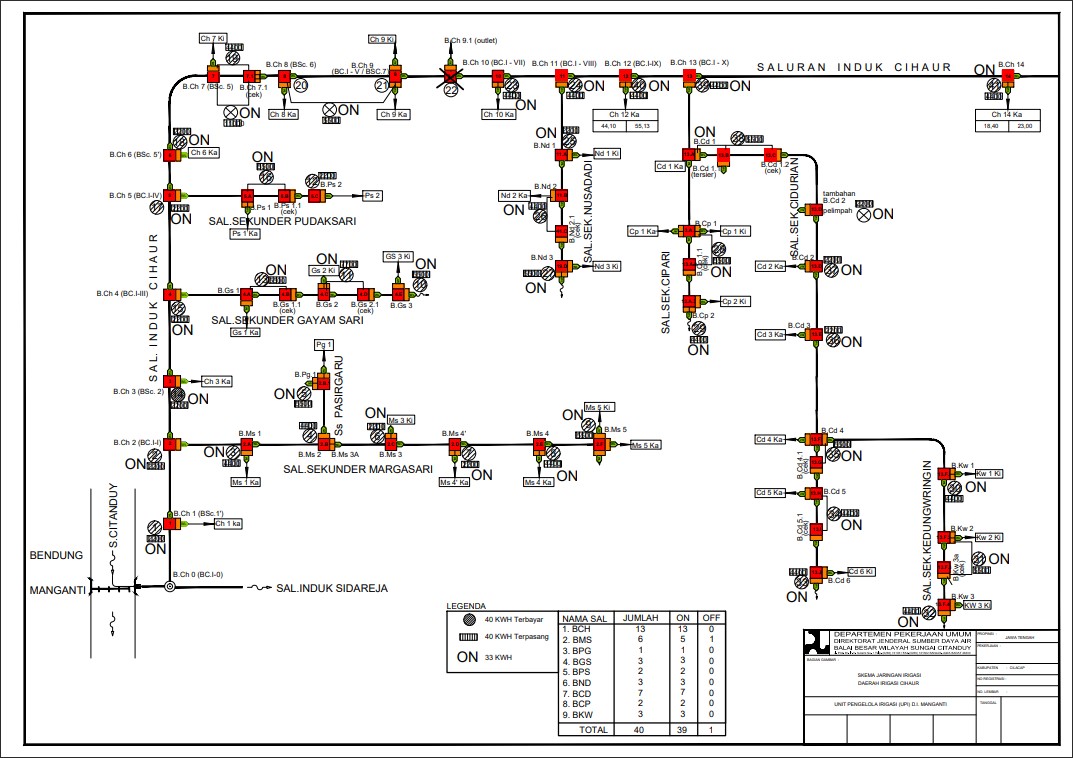 Ch 7 Ki
ON
B.Ch 7 (BSc. 5)
B.Ch 7.1
(cek)
ON
B.Ch 8 (BSc. 6)
20
Ch 8 Ka
ON
Ch 9 Ki
B.Ch 9
(BC.I - V / BSC.7')
21
Ch 9 Ka
B.Ch 9.1 (outlet)
22
B.Ch 10 (BC.I - VII)
ON
Ch 10 Ka
B.Ch 11 (BC.I - VIII)
ON
B.Ch 12 (BC.I-IX)
ON
Ch 12 Ka
44,10
55,13
B.Ch 13 (BC.I - X)
ON
SALURAN INDUK CIHAUR
ON
B.Ch 14
Ch 14 Ka
18,40
23,00
B.Ch 6 (BSc. 5')
ON
Ch 6 Ka
B.Ch 5 (BC.I-IV)
ON
ON
B.Ps 1
B.Ps 1.1
(cek)
ON
B.Ps 2
Ps 2
SAL.SEKUNDER PUDAKSARI
Ps 1 Ka
B.Ch 4 (BC.I-III)
ON
B.Gs 1
ON
B.Gs 1.1
(cek)
Gs 2 Ki
ON
B.Gs 2
B.Gs 2.1
(cek)
GS 3 Ki
ON
B.Gs 3
SAL.SEKUNDER GAYAM SARI
Gs 1 Ka
SAL. INDUK CIHAUR
B.Ch 3 (BSc. 2)
Ch 3 Ka
ON
Pg 1
B.Pg.1
ON
Ss PASIRGARU
B.Ch 2 (BC.I-I)
ON
B.Ms 1
ON
Ms 1 Ka
B.Ms 2
ON
B.Ms 3A
Ms 3 Ki
ON
B.Ms 3
B.Ms 4'
ON
Ms 4' Ka
B.Ms 4
ON
Ms 4 Ka
Ms 5 Ki
ON
B.Ms 5
Ms 5 Ka
SAL.SEKUNDER MARGASARI
B.Ch 1 (BSc.1')
Ch 1 ka
ON
B.Ch 0 (BC.I-0)
SAL.INDUK SIDAREJA
S.CITANDUY
BENDUNG
MANGANTI
ON
B.Nd 1
Nd 1 Ki
B.Nd 2
Nd 2 Ka
ON
B.Nd 2.1
(cek)
B.Nd 3
ON
Nd 3 Ki
SAL.SEK.NUSADADI
B.Cd 1
Cd 1 Ka
(tersier)
ON
B.Cd 1.2
(cek)
SAL.SEK.CIDURIAN
B.Cp 1
Cp 1 Ka
Cp 1 Ki
ON
(cek)
Cp 2 Ki
B.Cp 2
ON
SAL.SEK.CIPARI
tambahan
B.Cd 2
pelimpah
ON
B.Cd 2
Cd 2 Ka
ON
B.Cd 3
Cd 3 Ka
ON
B.Cd 4
Cd 4 Ka
ON
B.Cd 4.1
Cd 5 Ka
B.Cd 5
ON
B.Cd 5.1
(cek)
ON
B.Cd 6
Cd 6 Ki
SAL.SEK.KEDUNGWRINGIN
B.Kw 1
Kw 1 Ki
ON
B.Kw 2
Kw 2 Ki
ON
B.Kw 3a
(cek)
B.Kw 3
KW 3 Ki
ON
LEGENDA
40 KWH Terbayar
40 KWH Terpasang
ON 33 KWH
NAMA SAL JUMLAH ON OFF
1. BCH 13 13 0
2. BMS 6 5 1
3. BPG 1 1 0
4. BGS 3 3 0
5. BPS 2 2 0
6. BND 3 3 0
7. BCD 7 7 0
8. BCP 2 2 0
9. BKW 3 3 0
TOTAL 40 39 1
DEPARTEMEN PEKERJAAN UMUM
DIREKTORAT JENDERAL SUMBER DAYA AIR
BALAI BESAR WILAYAH SUNGAI CITANDUY
SKEMA JARINGAN IRIGASI
DAERAH IRIGASI CIHAUR
UNIT PENGELOLA IRIGASI (UPI) D.I. MANGANTI
JAWA TENGAH
PEKERJAAN :
KABUPATEN : CILACAP
NO REGISTRASI :
NO. LEMBAR :
TANGGAL